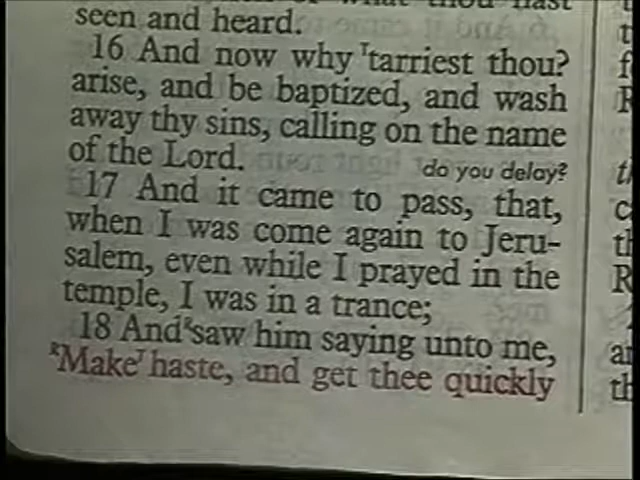 seen and heard.
16 And now why ʳtarriest thou?
arise, and be baptized, and wash
away thy sins, calling on the name
of the Lord. ʳdo you delay?
17 And it came to pass, that,
when I was come again to Jeru-
salem, even while I prayed in the
temple, I was in a trance;
18 And ˢsaw him saying unto me,
Make haste, and get thee quickly